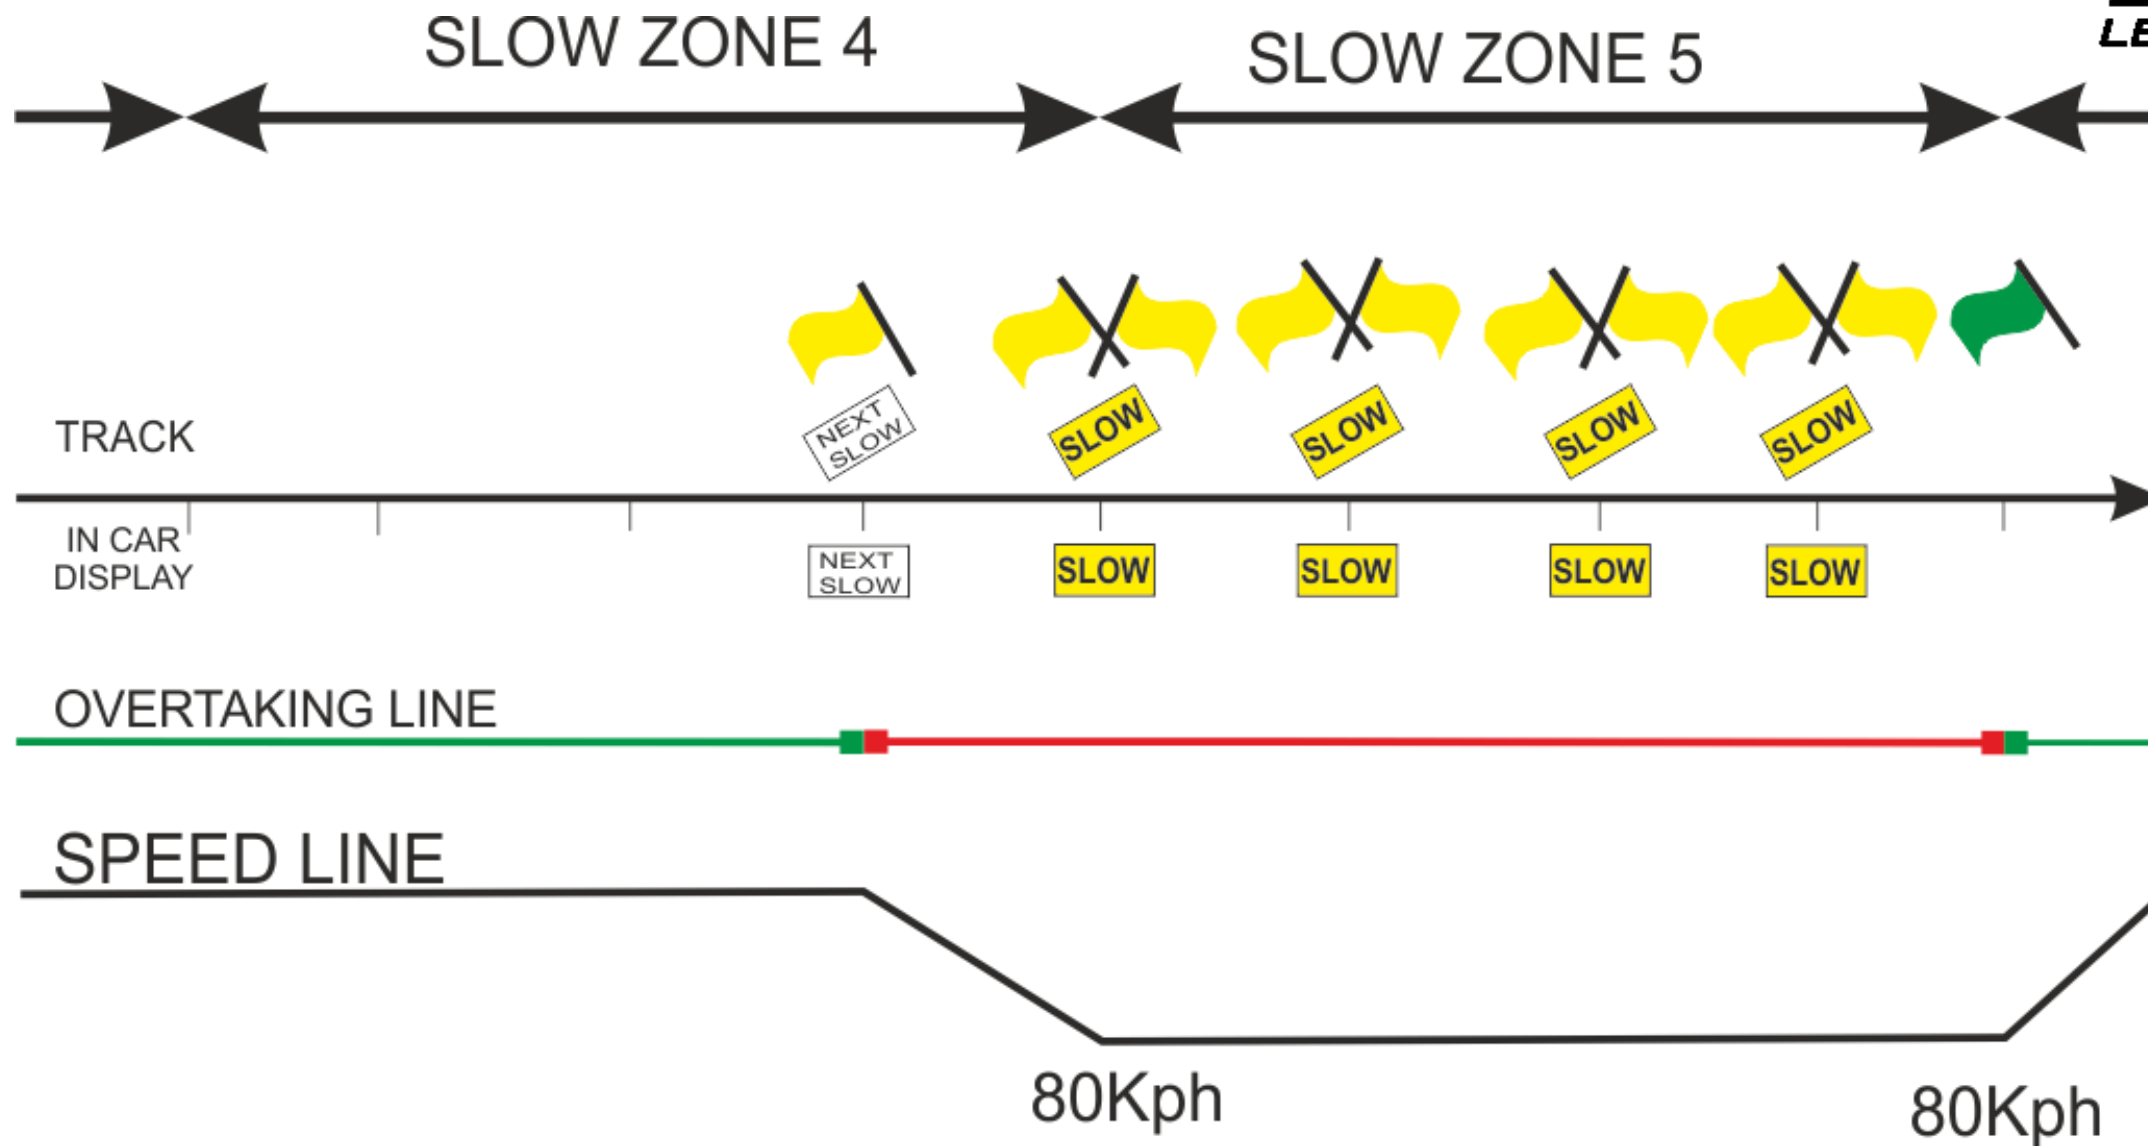 SLOW ZONE 4
SLOW ZONE 5
NEXT
SLOW
SLOW
SLOW
SLOW
SLOW
TRACK
IN CAR
DISPLAY
NEXT
SLOW
SLOW
SLOW
SLOW
SLOW
OVERTAKING LINE
SPEED LINE
80Kph
80Kph